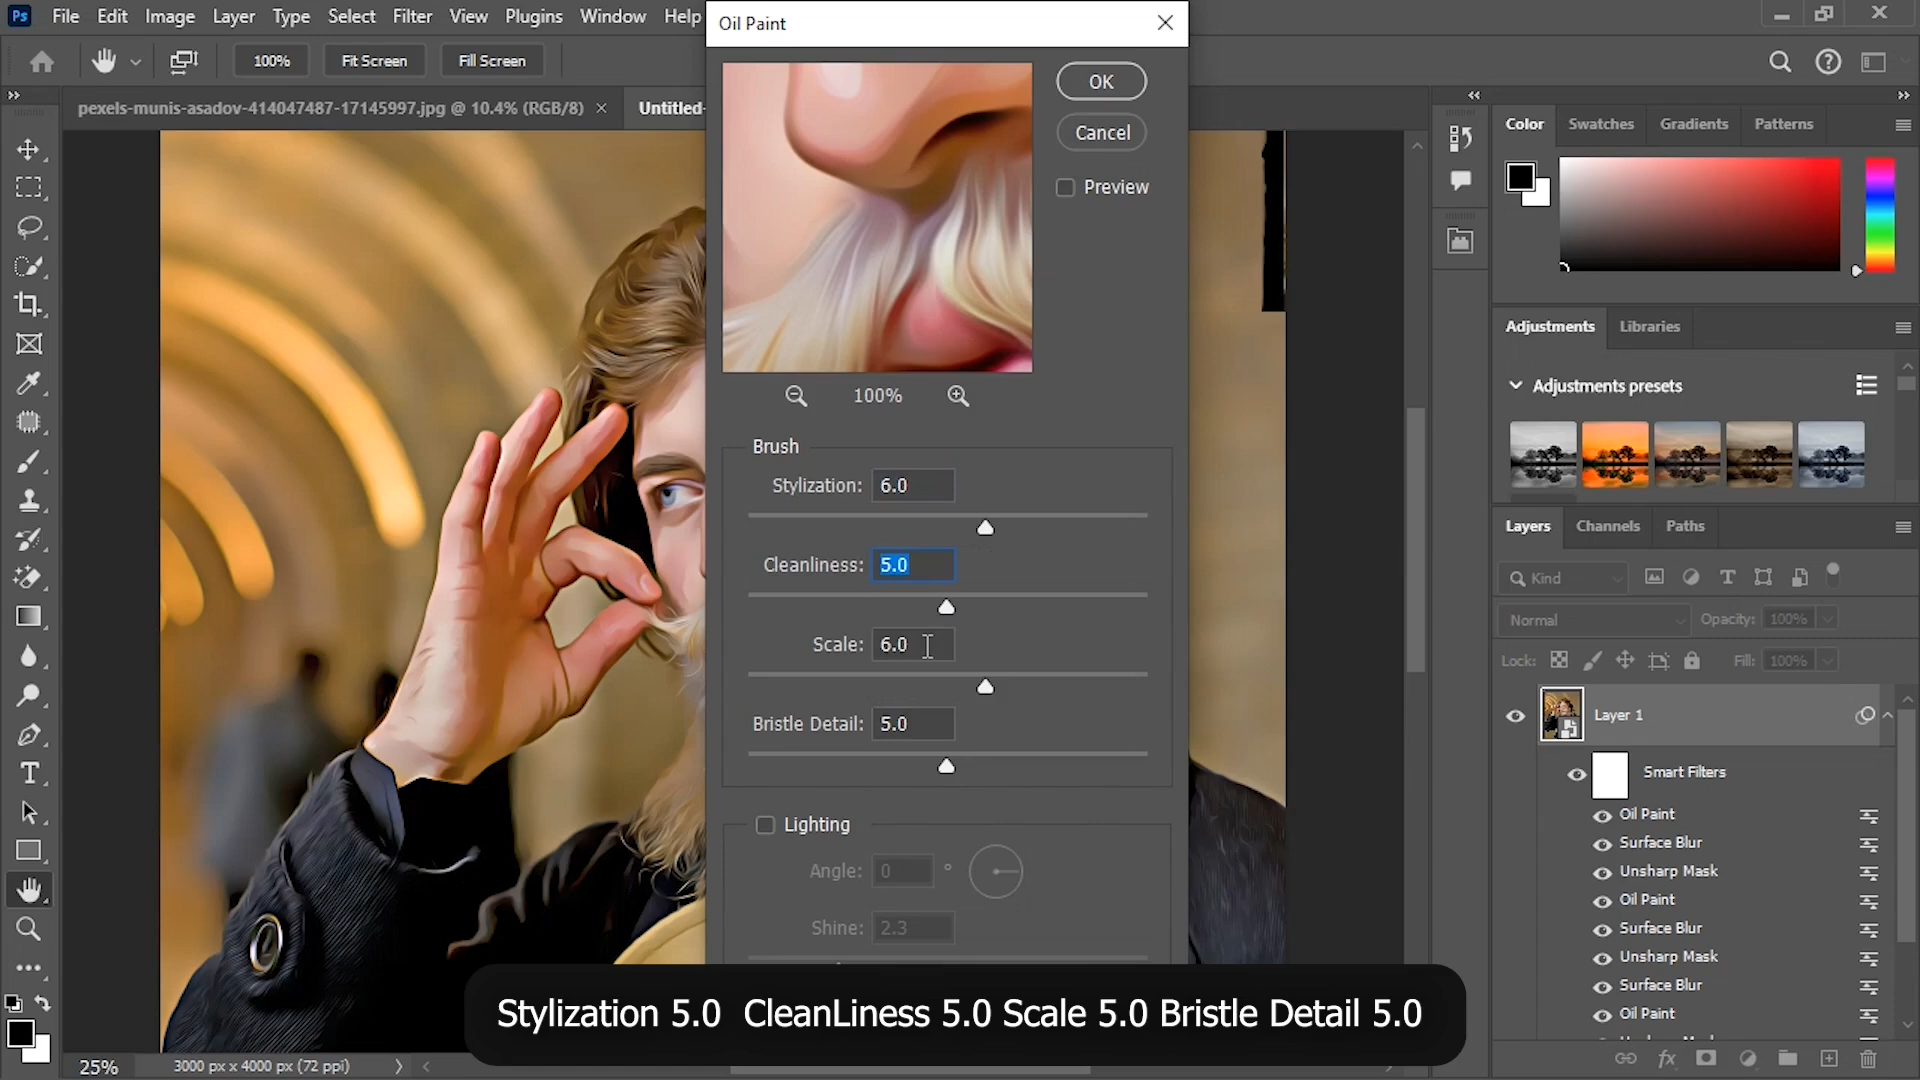 Ps File Edit Image Layer Type Select Filter View Plugins Window Help
Oil Paint
100% Fit Screen Fill Screen
OK
pexels-munis-asadov-414047487-17145997.jpg @ 10.4% (RGB/8) Untitled-
Color Swatches Gradients Patterns
Cancel
Preview
Adjustments Libraries
Adjustments presets
100%
Brush
Stylization: 6.0
Layers Channels Paths
Cleanliness: 5.0
Kind
Normal Opacity: 100%
Scale: 6.0
Lock: Fill: 100%
Bristle Detail: 5.0
Layer 1
Smart Filters
Oil Paint
Lighting
Surface Blur
Angle: 0 °
Unsharp Mask
Oil Paint
Shine: 2.3
Surface Blur
Unsharp Mask
Surface Blur
Stylization 5.0 CleanLiness 5.0 Scale 5.0 Bristle Detail 5.0
Oil Paint
25% 3000 px x 4000 px (72 ppi)
fx